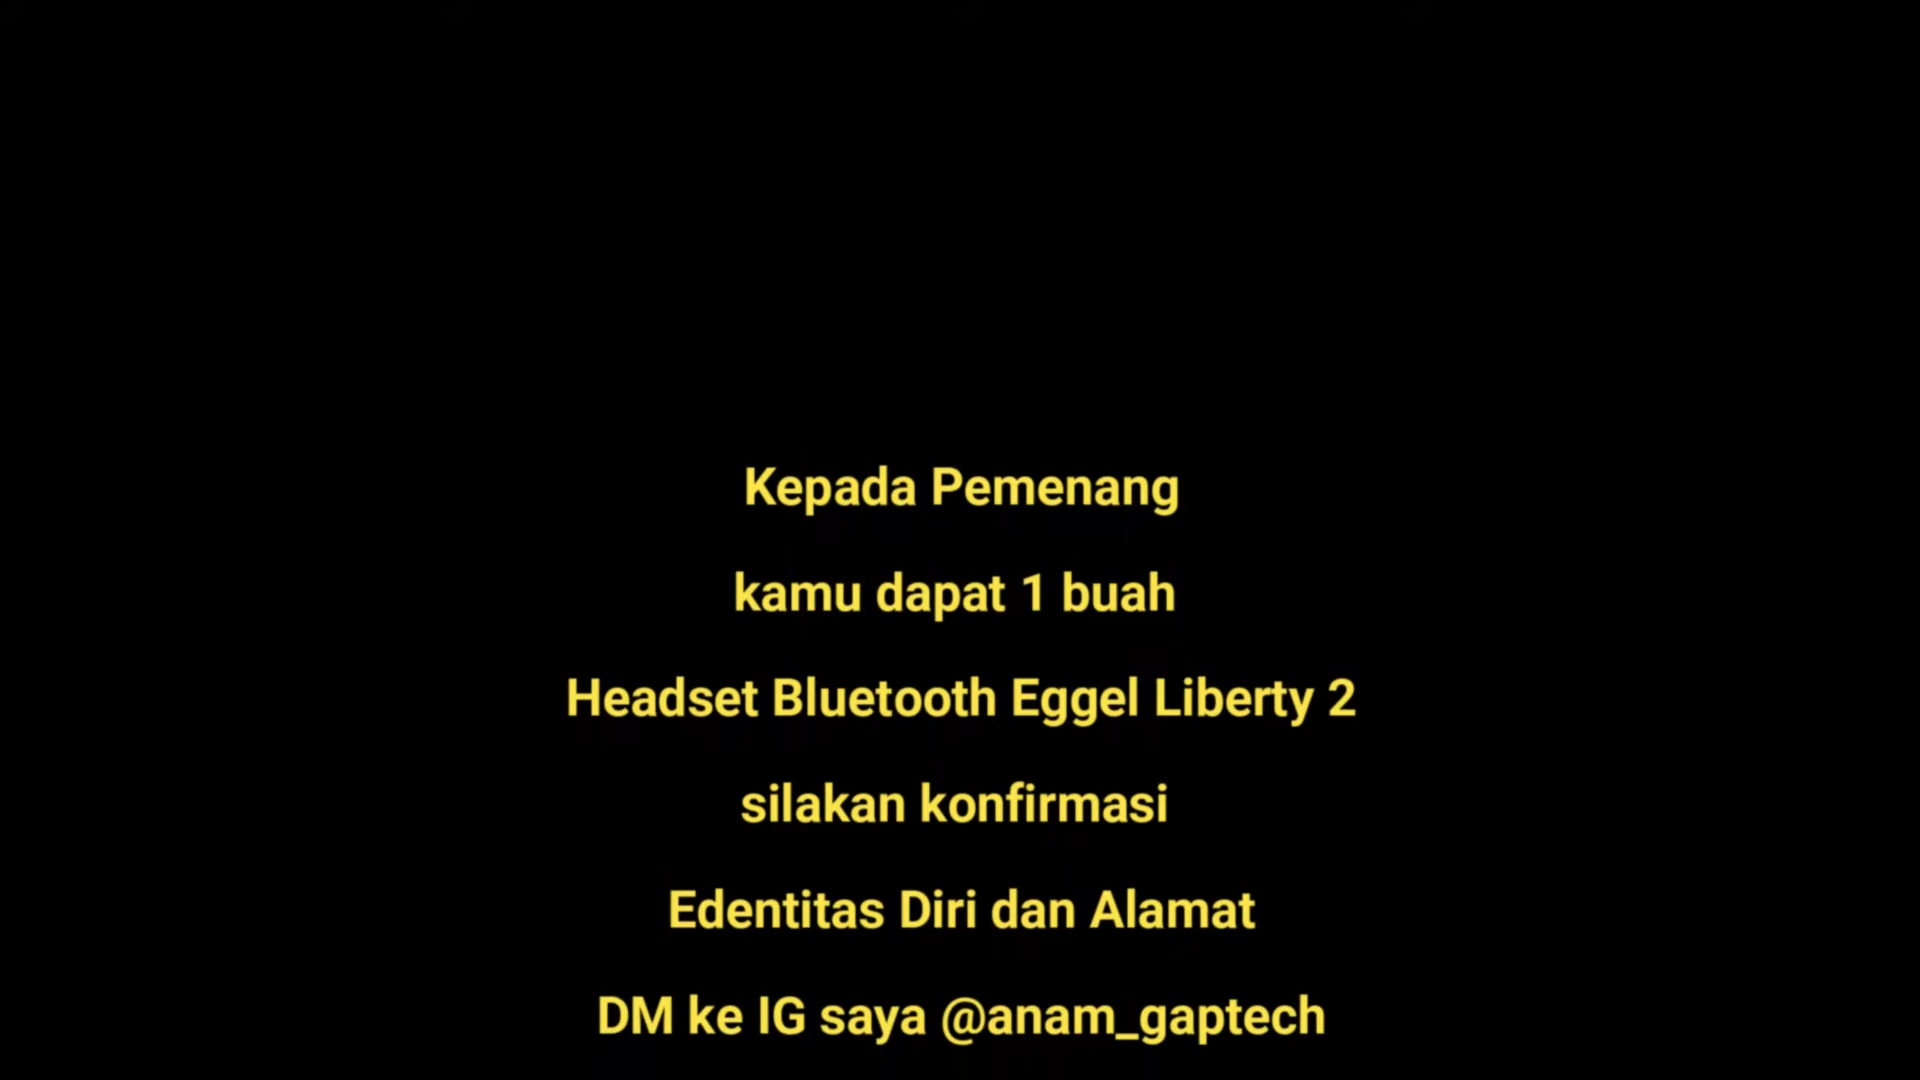 Kepada Pemenang
kamu dapat 1 buah
Headset Bluetooth Eggel Liberty 2
silakan konfirmasi
Edentitas Diri dan Alamat
DM ke IG saya @anam_gaptech